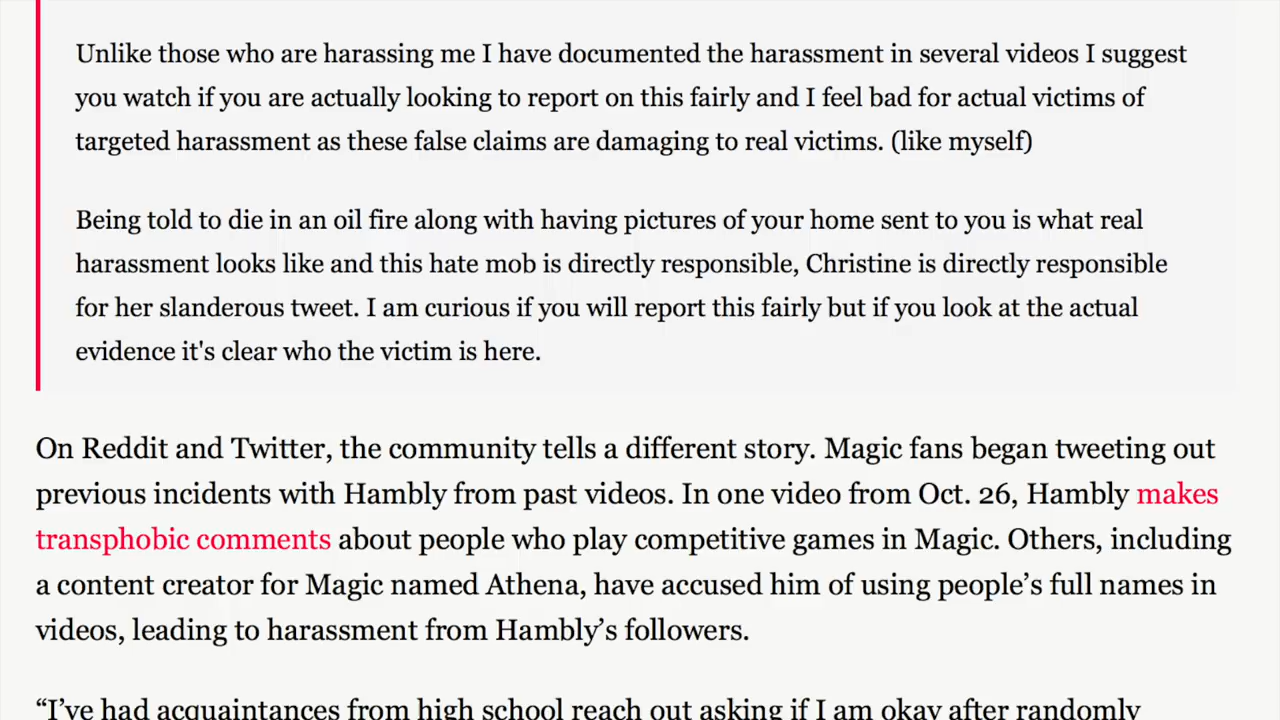 Unlike those who are harassing me I have documented the harassment in several videos I suggest
you watch if you are actually looking to report on this fairly and I feel bad for actual victims of
targeted harassment as these false claims are damaging to real victims. (like myself)
Being told to die in an oil fire along with having pictures of your home sent to you is what real
harassment looks like and this hate mob is directly responsible, Christine is directly responsible
for her slanderous tweet. I am curious if you will report this fairly but if you look at the actual
evidence it's clear who the victim is here.
On Reddit and Twitter, the community tells a different story. Magic fans began tweeting out
previous incidents with Hambly from past videos. In one video from Oct. 26, Hambly makes
transphobic comments about people who play competitive games in Magic. Others, including
a content creator for Magic named Athena, have accused him of using people’s full names in
videos, leading to harassment from Hambly’s followers.
“I’ve had acquaintances from high school reach out asking if I am okay after randomly